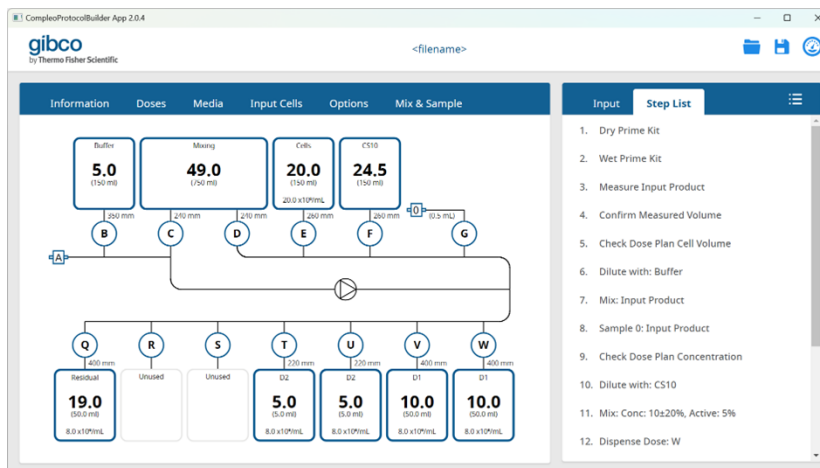 CompleoProtocolBuilder App 2.0.4
gibco
by Thermo Fisher Scientific
<filename>
Information Doses Media Input Cells Options Mix & Sample
Input Step List
Buffer Mixing Cells CS10
5.0 49.0 20.0 24.5
(150 ml) (750 ml) (150 ml) (150 ml)
20.0 x10⁶/mL
350 mm 240 mm 240 mm 260 mm 260 mm 0 (0.5 mL)
B C D E F G
A
Q R S T U V W
400 mm 220 mm 220 mm 400 mm 400 mm
Residual Unused Unused D2 D2 D1 D1
19.0 5.0 5.0 10.0 10.0
(50.0 ml) (5.0 ml) (5.0 ml) (50.0 ml) (50.0 ml)
8.0 x10⁶/mL 8.0 x10⁶/mL 8.0 x10⁶/mL 8.0 x10⁶/mL 8.0 x10⁶/mL
1. Dry Prime Kit
2. Wet Prime Kit
3. Measure Input Product
4. Confirm Measured Volume
5. Check Dose Plan Cell Volume
6. Dilute with: Buffer
7. Mix: Input Product
8. Sample 0: Input Product
9. Check Dose Plan Concentration
10. Dilute with: CS10
11. Mix: Conc: 10±20%, Active: 5%
12. Dispense Dose: W